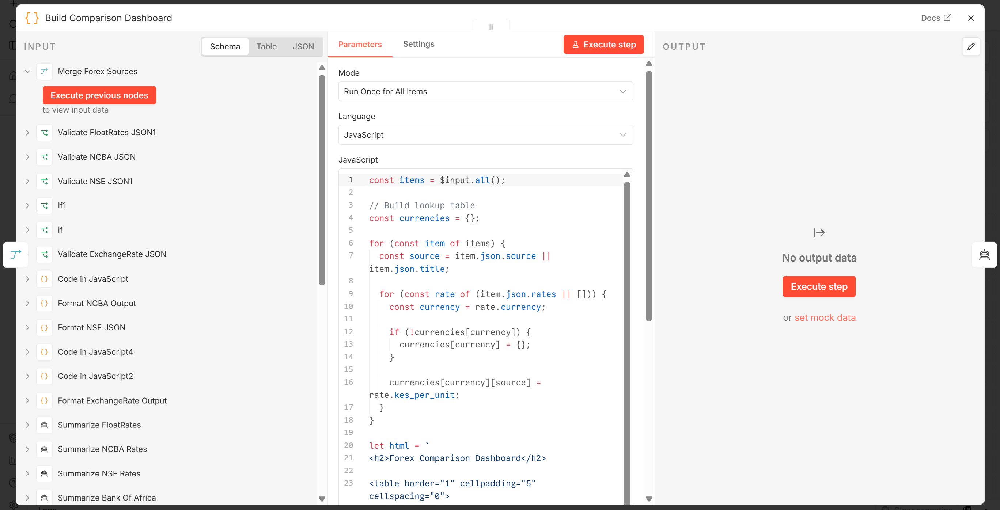 Build Comparison Dashboard
Docs
INPUT
Schema
Table
JSON
Merge Forex Sources
Execute previous nodes
to view input data
Validate FloatRates JSON1
Validate NCBA JSON
Validate NSE JSON1
If1
If
Validate ExchangeRate JSON
Code in JavaScript
Format NCBA Output
Format NSE JSON
Code in JavaScript4
Code in JavaScript2
Format ExchangeRate Output
Summarize FloatRates
Summarize NCBA Rates
Summarize NSE Rates
Summarize Bank Of Africa
Parameters
Settings
Execute step
Mode
Run Once for All Items
Language
JavaScript
JavaScript
1 const items = $input.all();
2
3 // Build lookup table
4 const currencies = {};
5
6 for (const item of items) {
7 const source = item.json.source ||
item.json.title;
8
9 for (const rate of (item.json.rates || [])) {
10 const currency = rate.currency;
11
12 if (!currencies[currency]) {
13 currencies[currency] = {};
14 }
15
16 currencies[currency][source] =
rate.kes_per_unit;
17 }
18 }
19
20 let html = `
21 <h2>Forex Comparison Dashboard</h2>
22
23 <table border="1" cellpadding="5"
cellspacing="0">
OUTPUT
No output data
Execute step
or set mock data